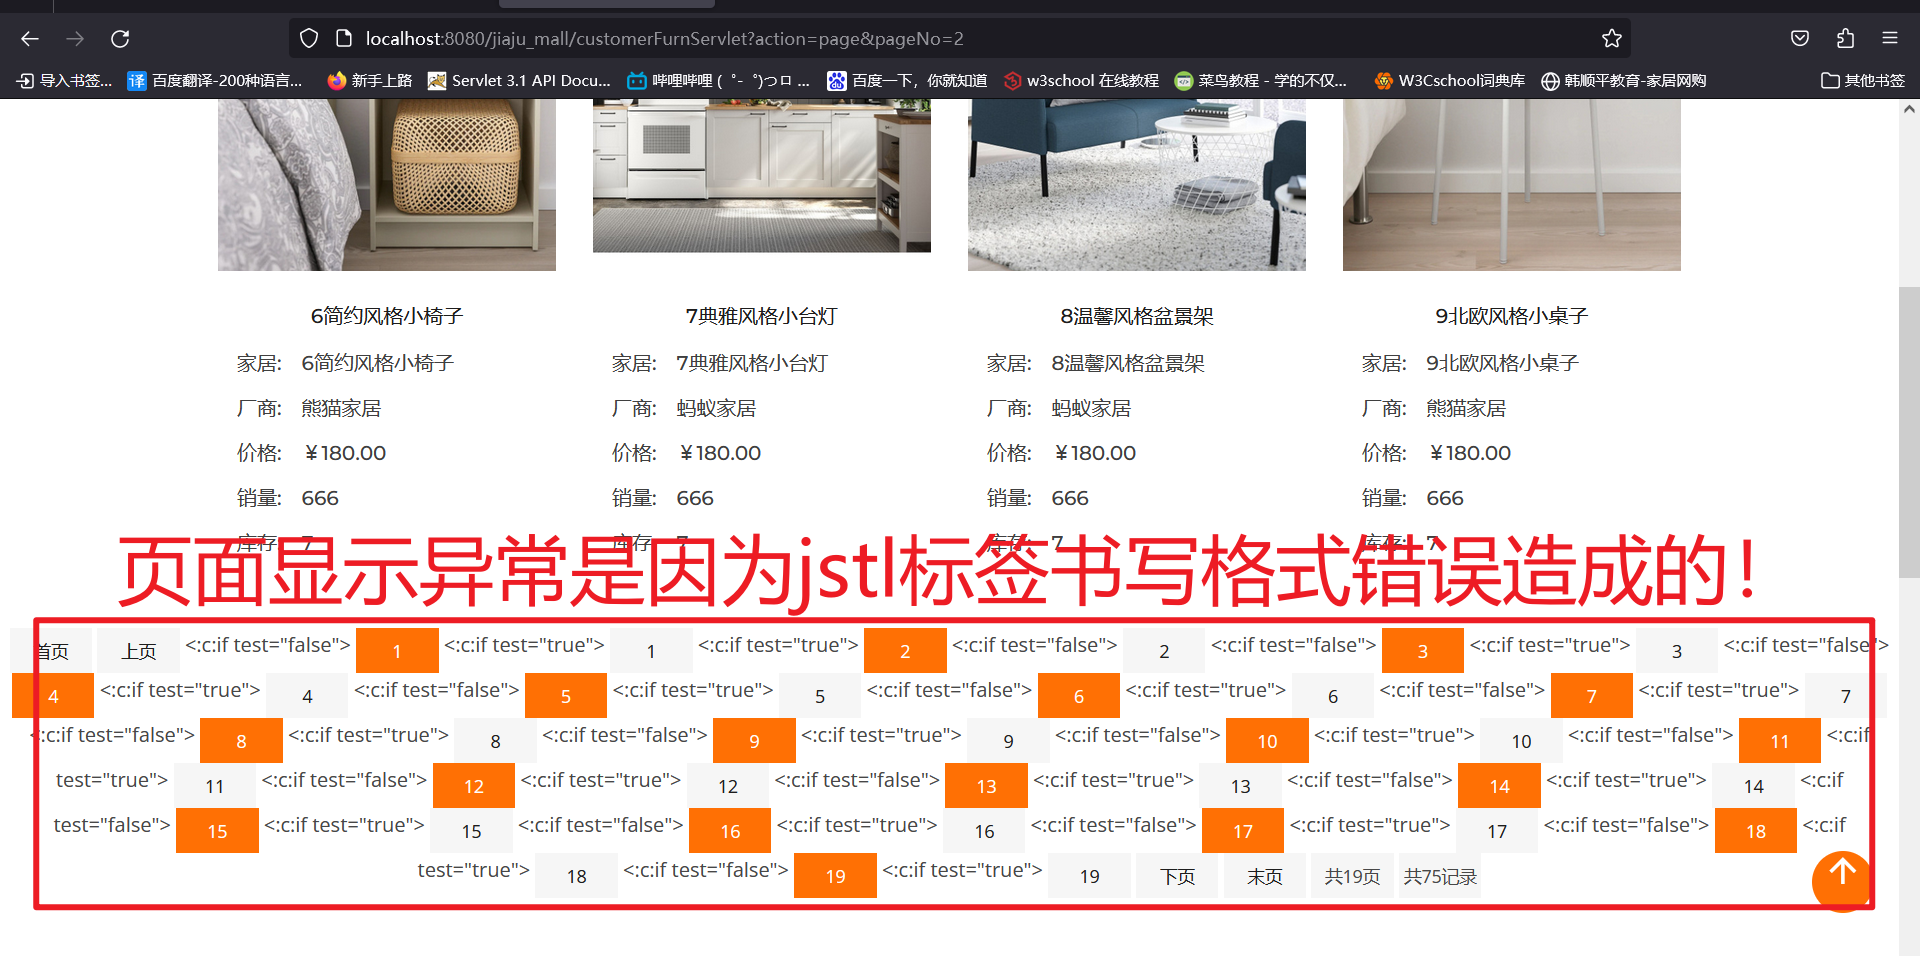 localhost:8080/jiaju_mall/customerFurnServlet?action=page&pageNo=2
导入书签... 百度翻译-200种语言... 新手上路 Servlet 3.1 API Docu... 哔哩哔哩 (゜-゜)つロ ... 百度一下，你就知道 w3school 在线教程 菜鸟教程 - 学的不仅... W3Cschool词典库 韩顺平教育-家居网购 其他书签
6简约风格小椅子 7典雅风格小台灯 8温馨风格盆景架 9北欧风格小桌子
家居: 6简约风格小椅子 家居: 7典雅风格小台灯 家居: 8温馨风格盆景架 家居: 9北欧风格小桌子
厂商: 熊猫家居 厂商: 蚂蚁家居 厂商: 蚂蚁家居 厂商: 熊猫家居
价格: ￥180.00 价格: ￥180.00 价格: ￥180.00 价格: ￥180.00
销量: 666 销量: 666 销量: 666 销量: 666
库存: 7 库存: 7 库存: 7 库存: 7
页面显示异常是因为jstl标签书写格式错误造成的！
首页 上页 <:c:if test="false"> 1 <:c:if test="true"> 1 <:c:if test="true"> 2 <:c:if test="false"> 2 <:c:if test="false"> 3 <:c:if test="true"> 3 <:c:if test="false">
4 <:c:if test="true"> 4 <:c:if test="false"> 5 <:c:if test="true"> 5 <:c:if test="false"> 6 <:c:if test="true"> 6 <:c:if test="false"> 7 <:c:if test="true"> 7
<:c:if test="false"> 8 <:c:if test="true"> 8 <:c:if test="false"> 9 <:c:if test="true"> 9 <:c:if test="false"> 10 <:c:if test="true"> 10 <:c:if test="false"> 11 <:c:if
test="true"> 11 <:c:if test="false"> 12 <:c:if test="true"> 12 <:c:if test="false"> 13 <:c:if test="true"> 13 <:c:if test="false"> 14 <:c:if test="true"> 14 <:c:if
test="false"> 15 <:c:if test="true"> 15 <:c:if test="false"> 16 <:c:if test="true"> 16 <:c:if test="false"> 17 <:c:if test="true"> 17 <:c:if test="false"> 18 <:c:if
test="true"> 18 <:c:if test="false"> 19 <:c:if test="true"> 19 下页 末页 共19页 共75记录